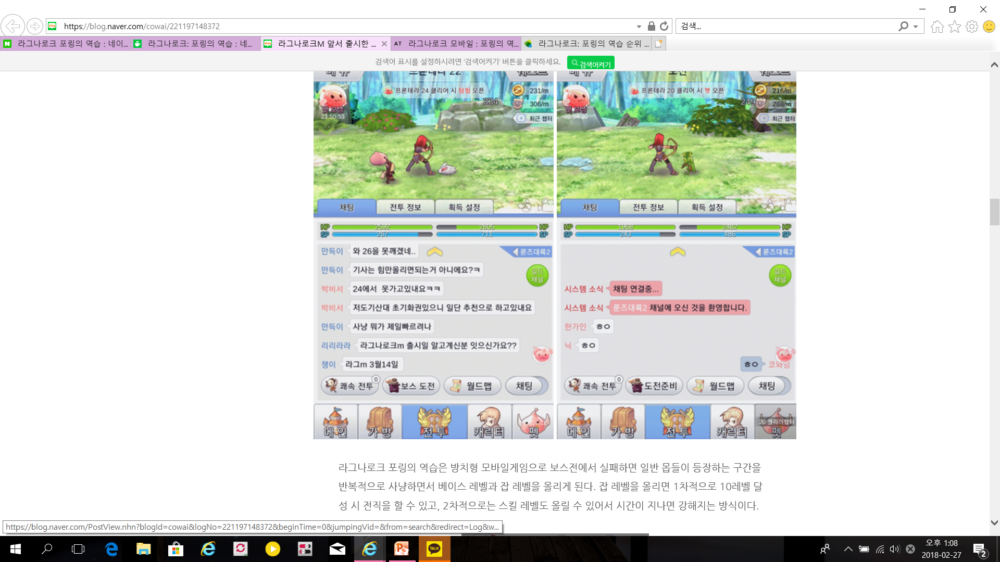 https://blog.naver.com/cowai/221197148372
검색...
라그나로크 포링의 역습 : 네이...
라그나로크: 포링의 역습 : 네...
라그나로크M 앞서 출시한 ...
라그나로크 모바일 : 포링의 역...
라그나로크: 포링의 역습 순위 ...
검색어 표시를 설정하시려면 '검색어켜기' 버튼을 클릭하세요.
검색어켜기
프론테라 24 클리어 시 탐험 오픈
231/m
384
306/m
펫 보상
23:50:53
최근 챕터
채팅
전투 정보
획득 설정
HP 2592
2805 HP
SP 267
711 SP
만득이 와 26을 못깨겠네..
룬즈대륙2
만득이 기사는 힘만올리면되는거 아니에요?ㅋ
길드 채널
박비서 24에서 못가고있내요ㅋㅋ
박비서 저도기산대 초기화권있으니 일단 추천으로 하고있내요
만득이 사냥 뭐가 제일빠르려나
리리라라 라그나로크m 출시일 알고계신분 잇으신가요??
쟁이 라그m 3월14일
쾌속 전투 0
보스 도전
월드맵
채팅
메인
가방
전투
캐릭터
펫
프론테라 20 클리어 시 펫 오픈
216/m
249
288/m
펫 보상
00:04:30
최근 챕터
채팅
전투 정보
획득 설정
HP 1968
2482 HP
SP 243
486 SP
룬즈대륙2
길드 채널
시스템 소식 채팅 연결중...
시스템 소식 룬즈대륙2 채널에 오신 것을 환영합니다.
한가인 ㅎㅇ
닉 ㅎㅇ
ㅎㅇ
쾌속 전투 0
도전준비
월드맵
채팅
메인
가방
전투
캐릭터
20 클리어챕터
펫
라그나로크 포링의 역습은 방치형 모바일게임으로 보스전에서 실패하면 일반 몹들이 등장하는 구간을
반복적으로 사냥하면서 베이스 레벨과 잡 레벨을 올리게 된다. 잡 레벨을 올리면 1차적으로 10레벨 달
성 시 전직을 할 수 있고, 2차적으로는 스킬 레벨도 올릴 수 있어서 시간이 지나면 강해지는 방식이다.
https://blog.naver.com/PostView.nhn?blogId=cowai&logNo=221197148372&beginTime=0&jumpingVid=&from=search&redirect=Log&w...
TALK
오후 1:08
2018-02-27
2